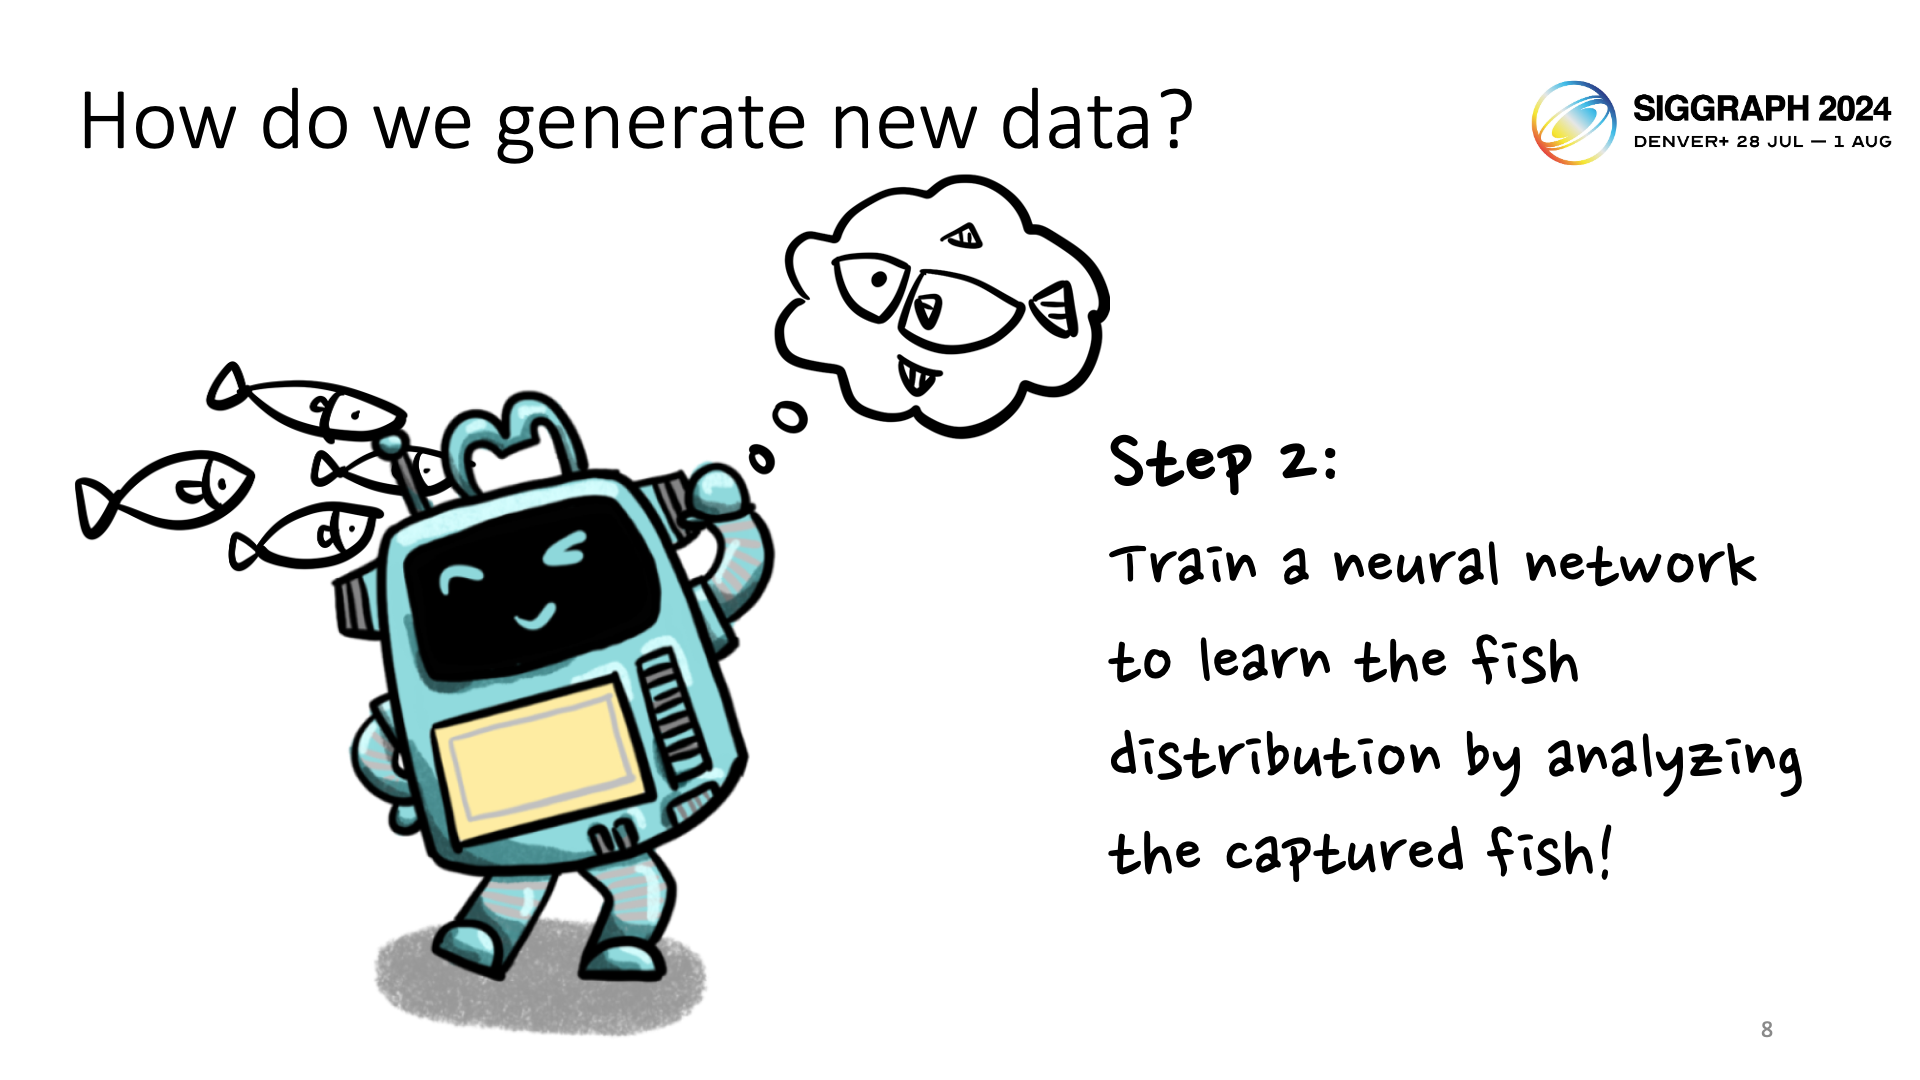 How do we generate new data?
SIGGRAPH 2024
DENVER+ 28 JUL — 1 AUG
Step 2:
Train a neural network
to learn the fish
distribution by analyzing
the captured fish!
8